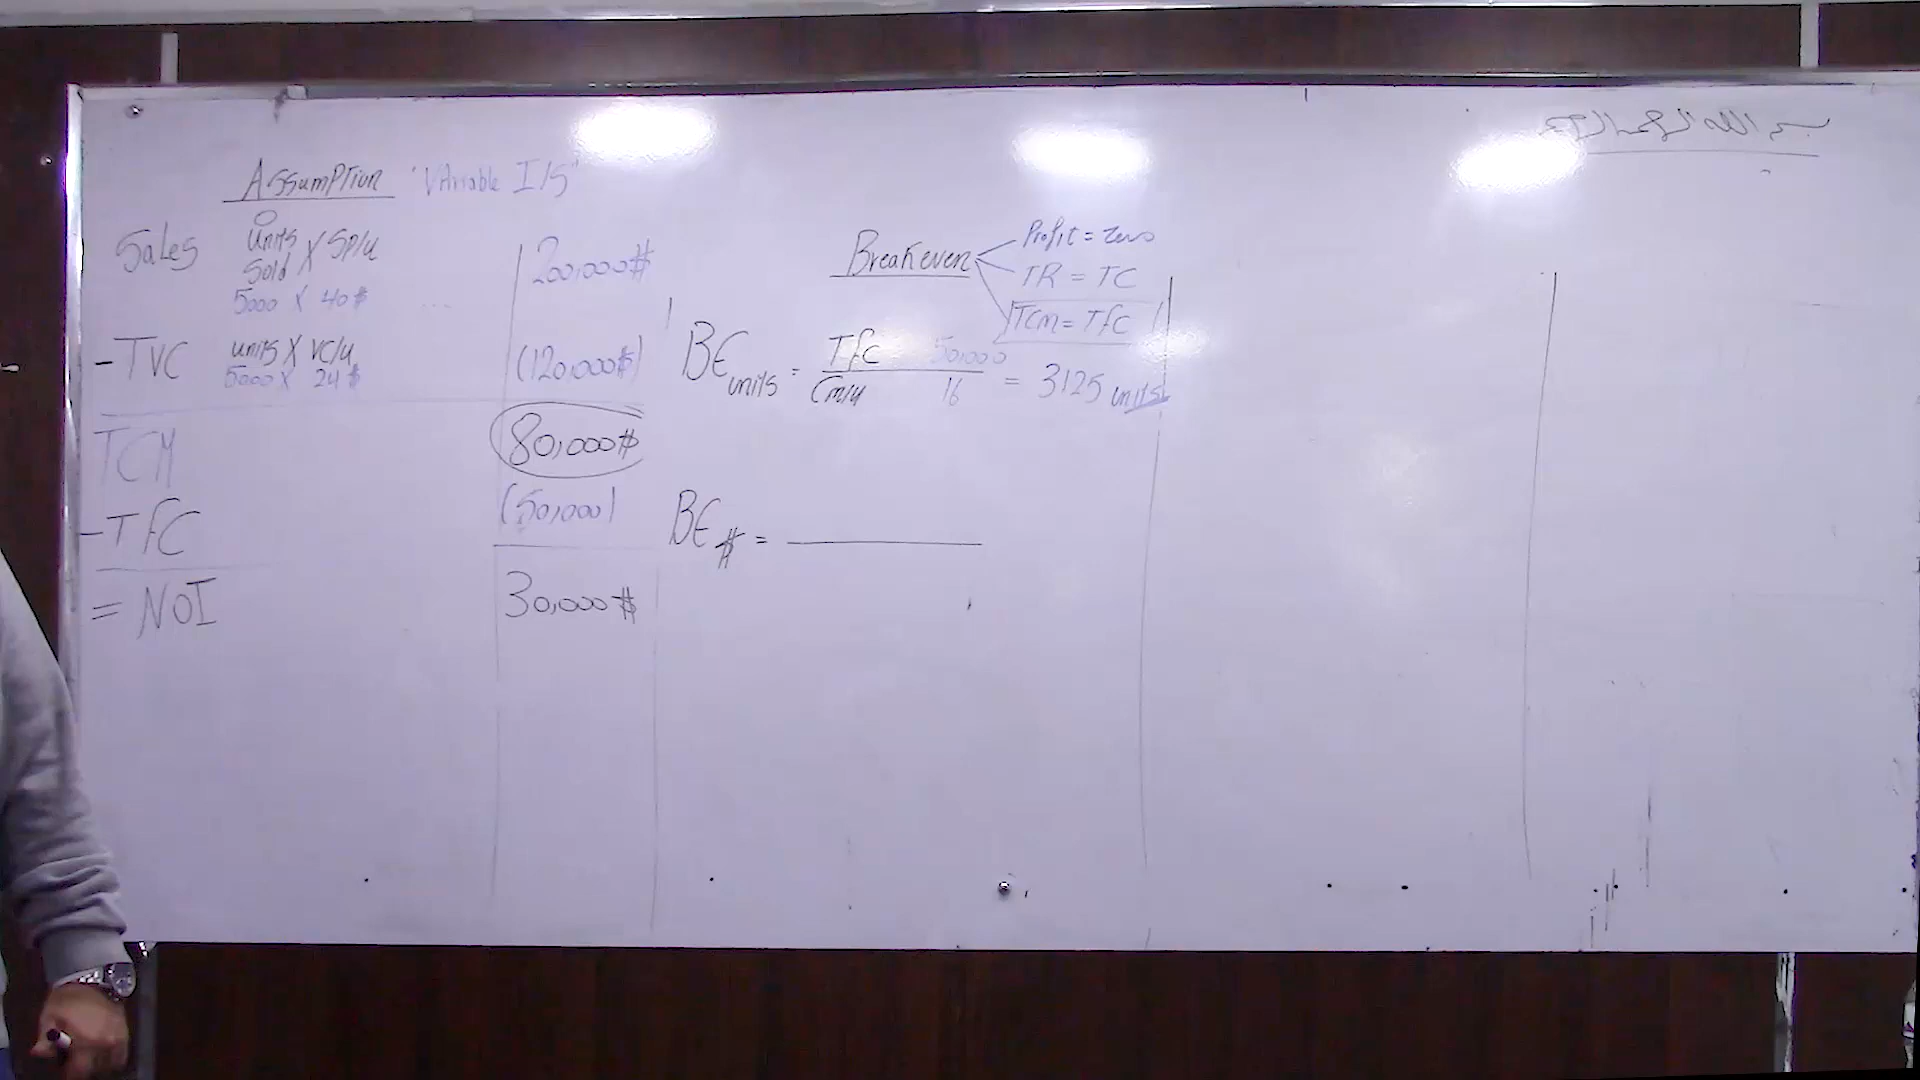 بسم الله الرحمن الرحيم
Assumption "Variable I/S"
Sales units sold X SP/u 200,000$
5000 X 40$
-TVC units X VC/u (120,000$)
5000 X 24$
TCM 80,000$
-TFC (50,000)
= NOI 30,000$
Breakeven
Profit = Zero
TR = TC
TCM = TFC
BE units = TFC / Cm/u 50,000 / 16 = 3125 units
BE $ =